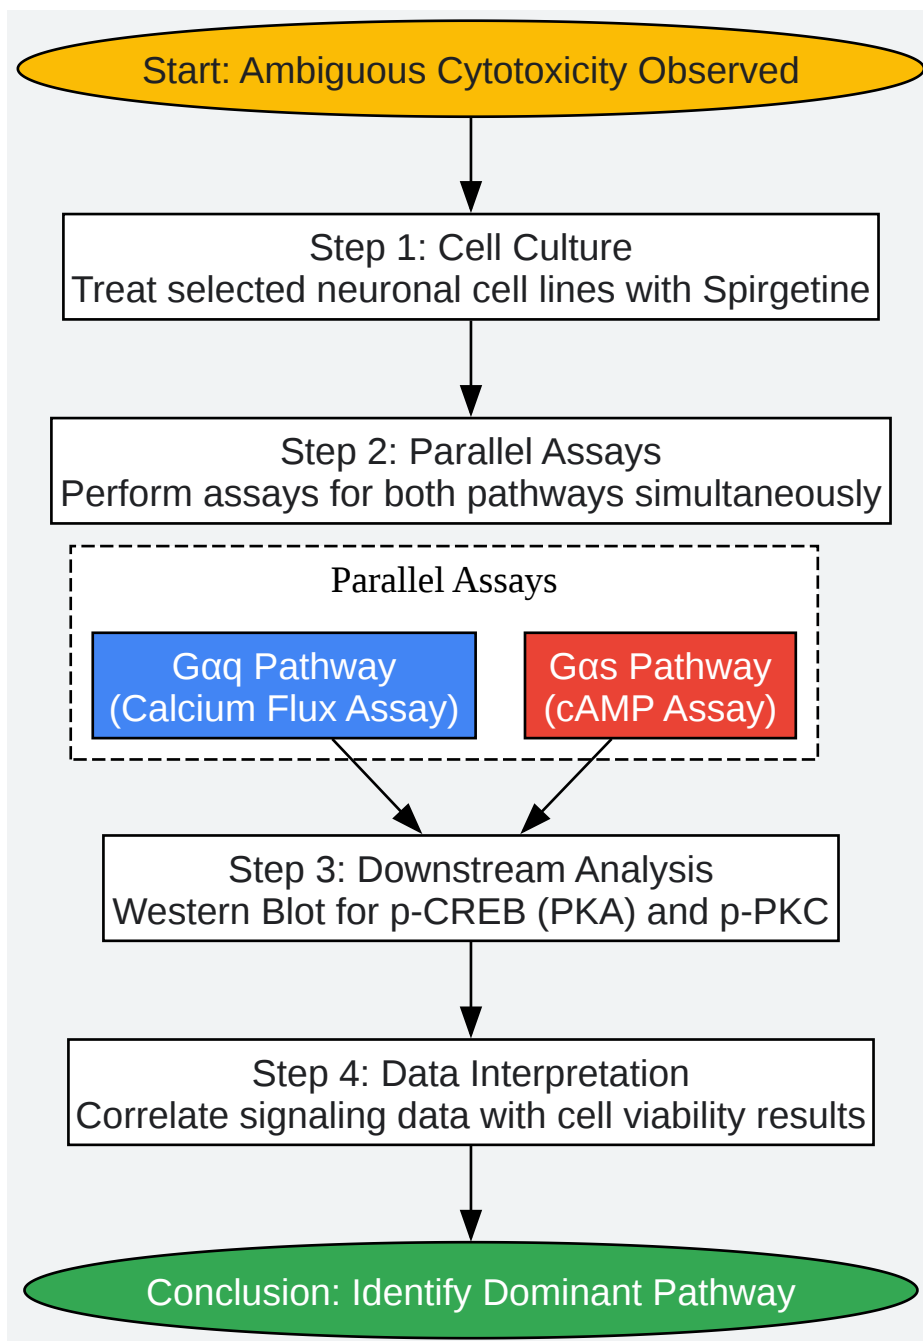 Start: Ambiguous Cytotoxicity Observed
Step 1: Cell Culture
Treat selected neuronal cell lines with Spirgetine
Step 2: Parallel Assays
Perform assays for both pathways simultaneously
Parallel Assays
Gαq Pathway
(Calcium Flux Assay)
Gαs Pathway
(cAMP Assay)
Step 3: Downstream Analysis
Western Blot for p-CREB (PKA) and p-PKC
Step 4: Data Interpretation
Correlate signaling data with cell viability results
Conclusion: Identify Dominant Pathway